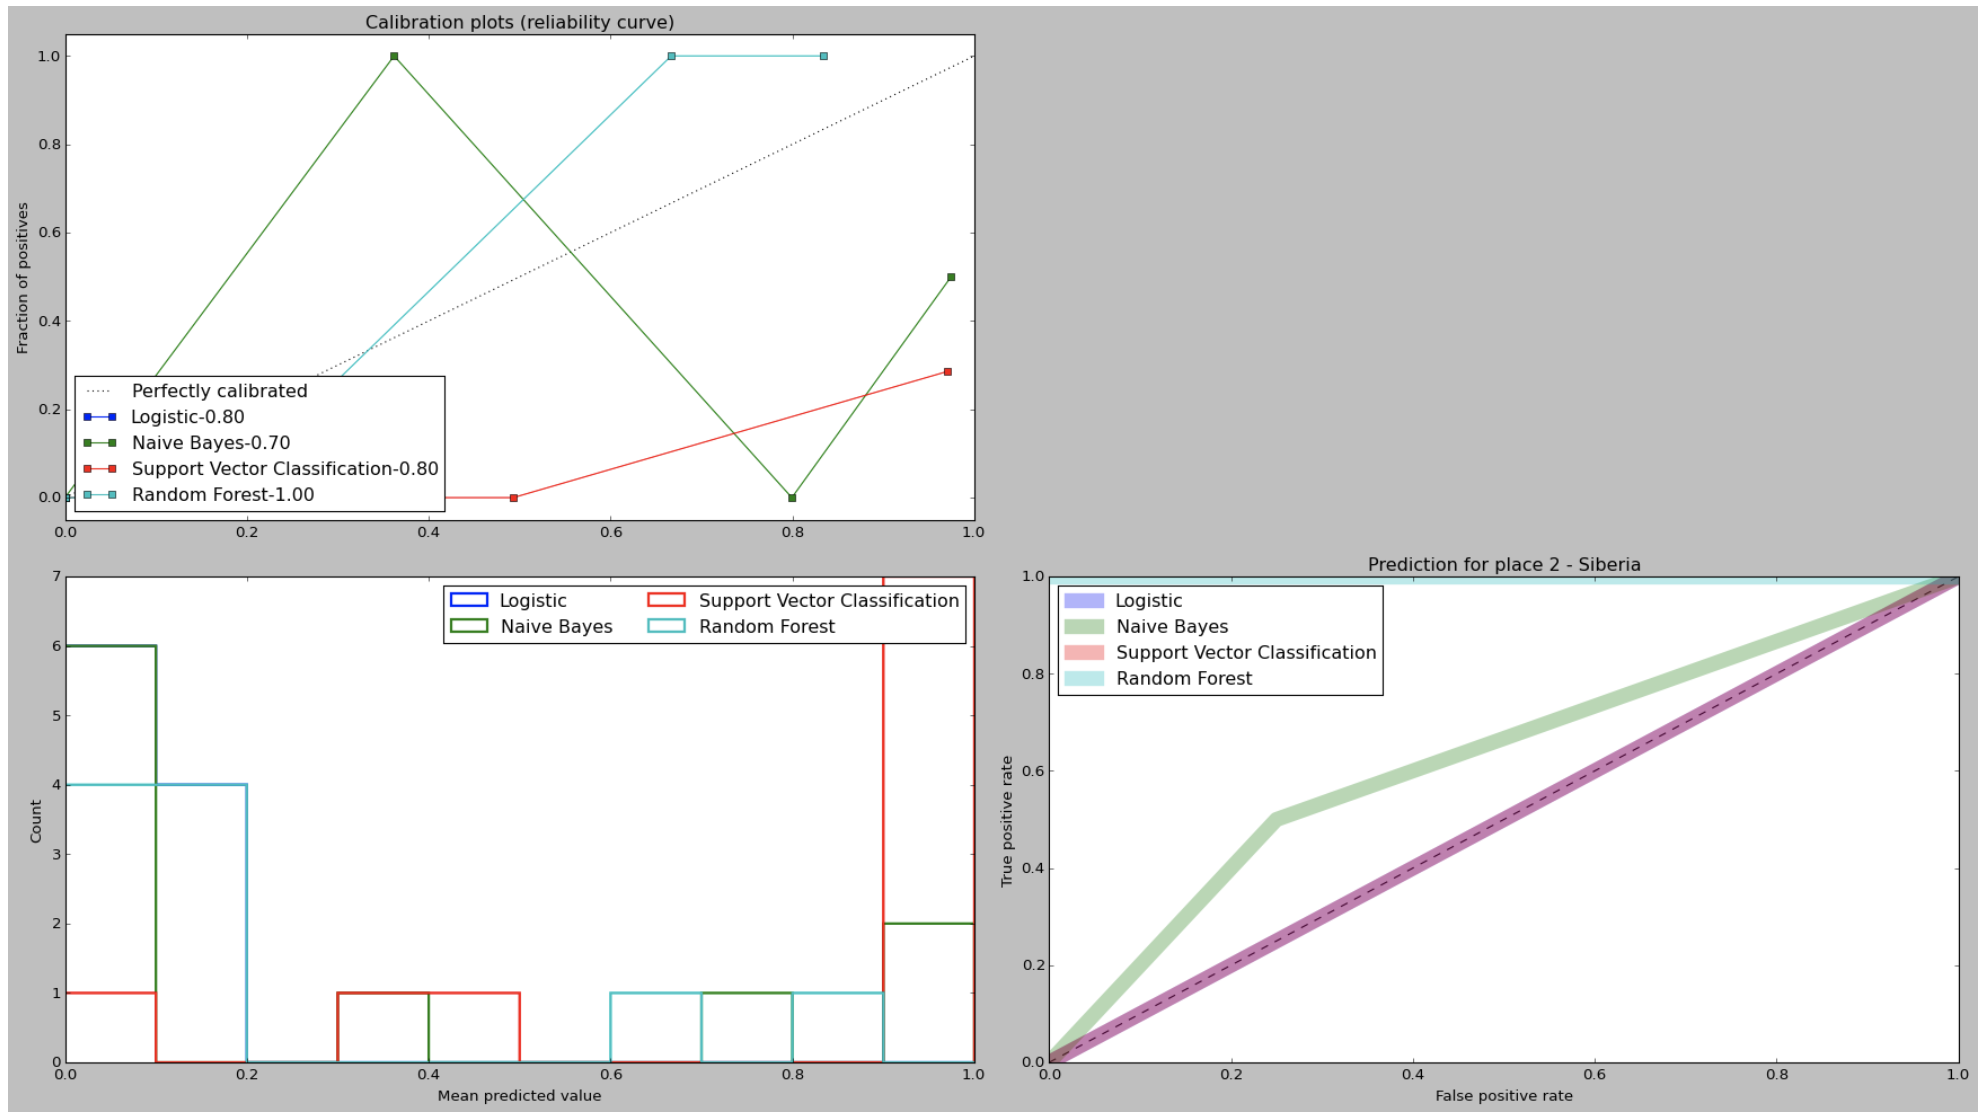 Calibration plots (reliability curve)
Fraction of positives
1.0
0.8
0.6
0.4
0.2
0.0
Perfectly calibrated
Logistic-0.80
Naive Bayes-0.70
Support Vector Classification-0.80
Random Forest-1.00
0.0 0.2 0.4 0.6 0.8 1.0
Count
7
6
5
4
3
2
1
0
Logistic
Naive Bayes
Support Vector Classification
Random Forest
0.0 0.2 0.4 0.6 0.8 1.0
Mean predicted value
Prediction for place 2 - Siberia
True positive rate
1.0
0.8
0.6
0.4
0.2
0.0
Logistic
Naive Bayes
Support Vector Classification
Random Forest
0.0 0.2 0.4 0.6 0.8 1.0
False positive rate